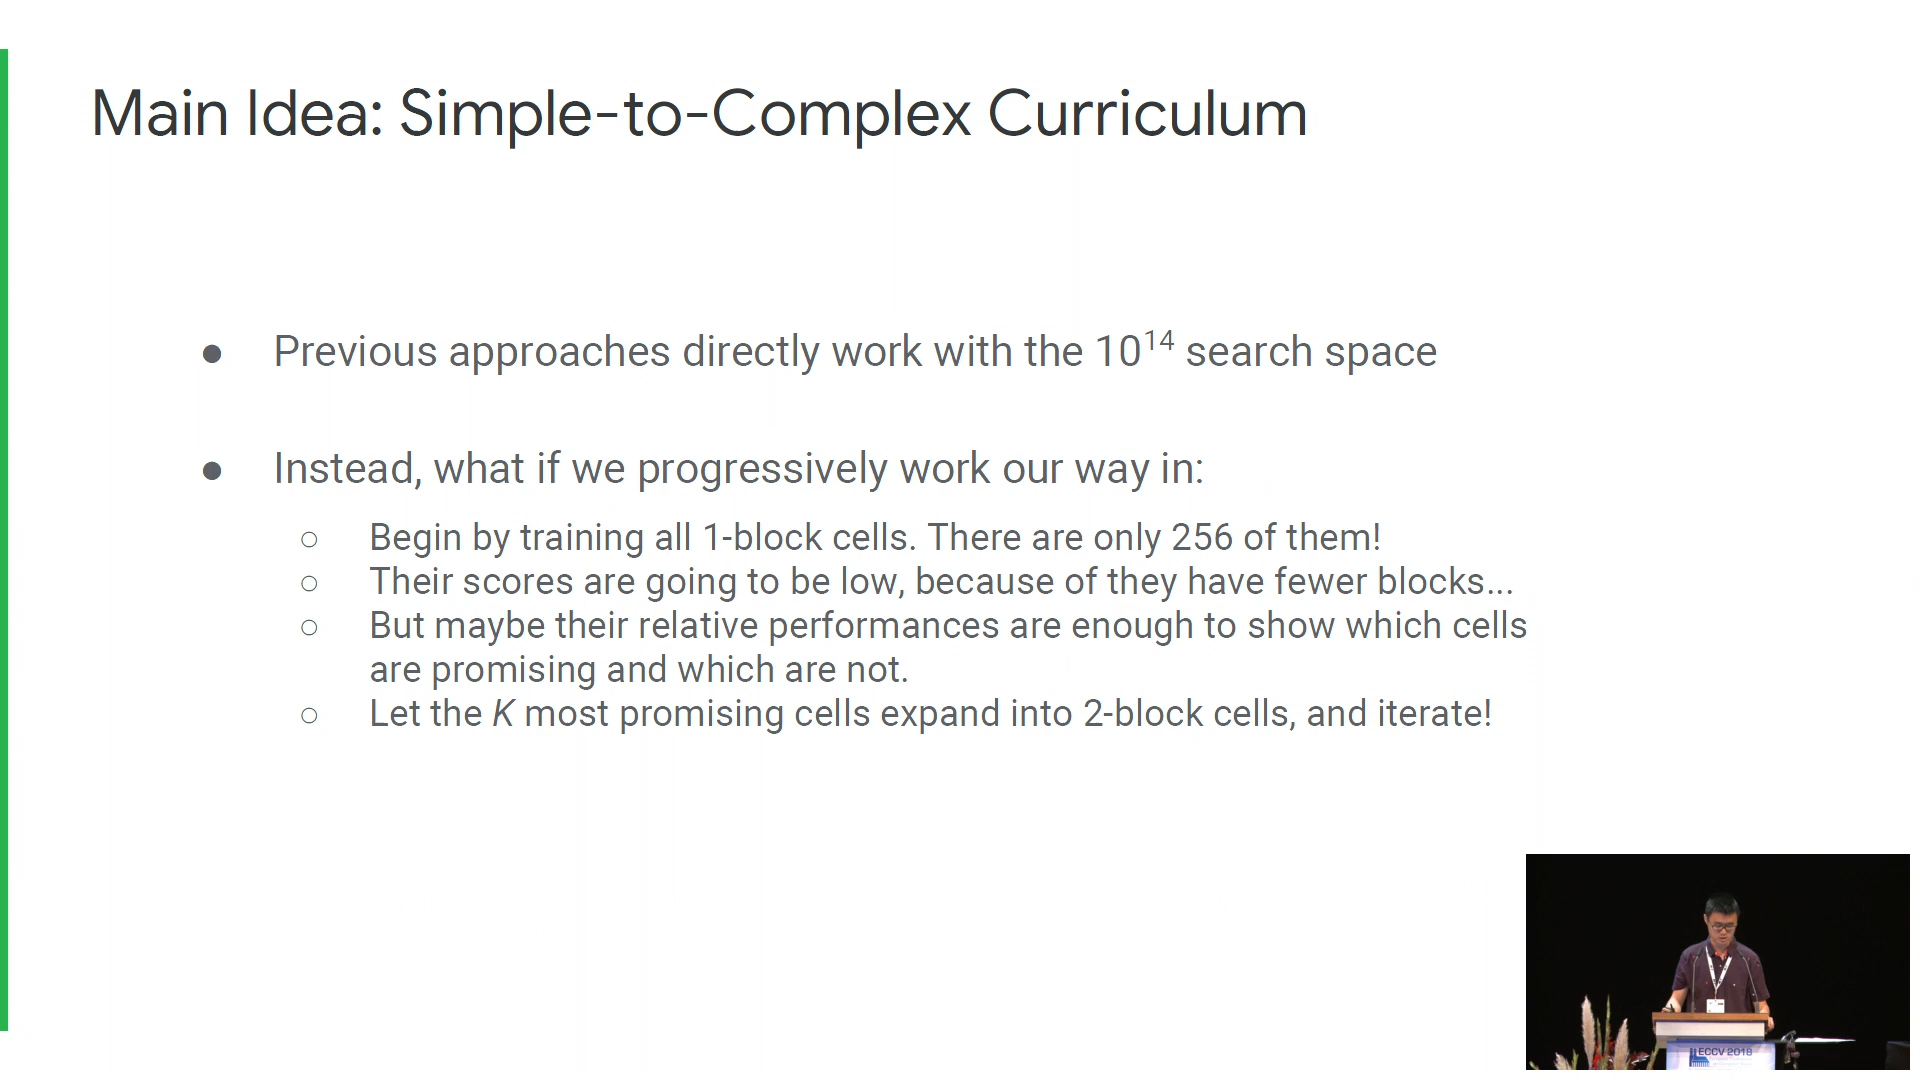 Main Idea: Simple-to-Complex Curriculum
● Previous approaches directly work with the 10¹⁴ search space
● Instead, what if we progressively work our way in:
○ Begin by training all 1-block cells. There are only 256 of them!
○ Their scores are going to be low, because of they have fewer blocks...
○ But maybe their relative performances are enough to show which cells
are promising and which are not.
○ Let the K most promising cells expand into 2-block cells, and iterate!
ECCV 2018